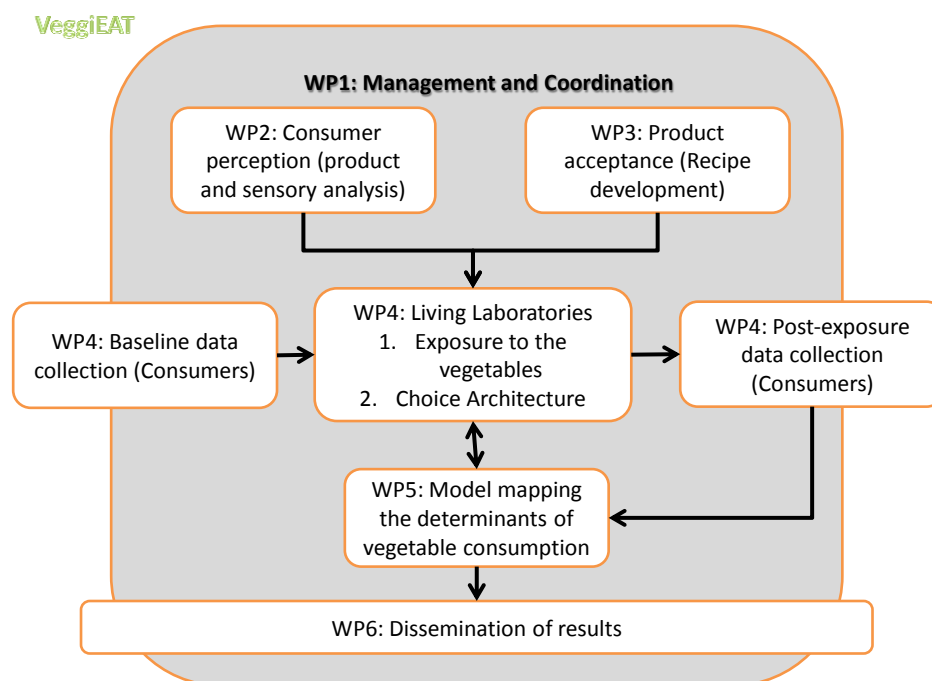 VeggiEAT
WP1: Management and Coordination
WP2: Consumer
perception (product
and sensory analysis)
WP3: Product
acceptance (Recipe
development)
WP4: Baseline data
collection (Consumers)
WP4: Living Laboratories
1. Exposure to the
vegetables
2. Choice Architecture
WP4: Post-exposure
data collection
(Consumers)
WP5: Model mapping
the determinants of
vegetable consumption
WP6: Dissemination of results